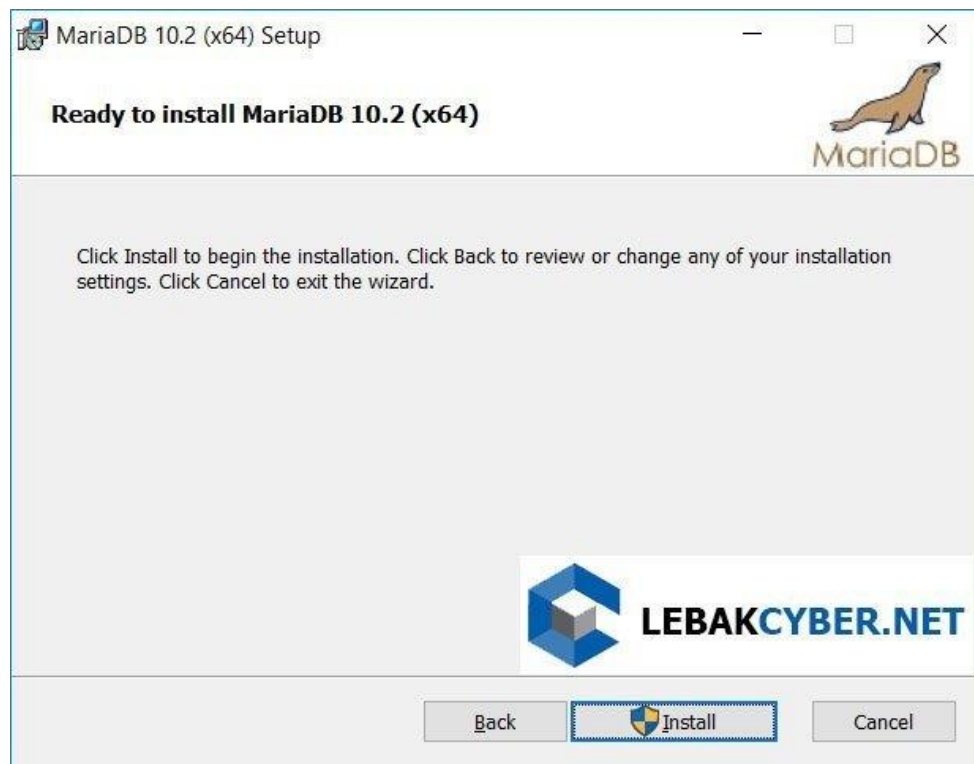 MariaDB 10.2 (x64) Setup
Ready to install MariaDB 10.2 (x64)
MariaDB
Click Install to begin the installation. Click Back to review or change any of your installation
settings. Click Cancel to exit the wizard.
LEBAKCYBER.NET
Back
Install
Cancel